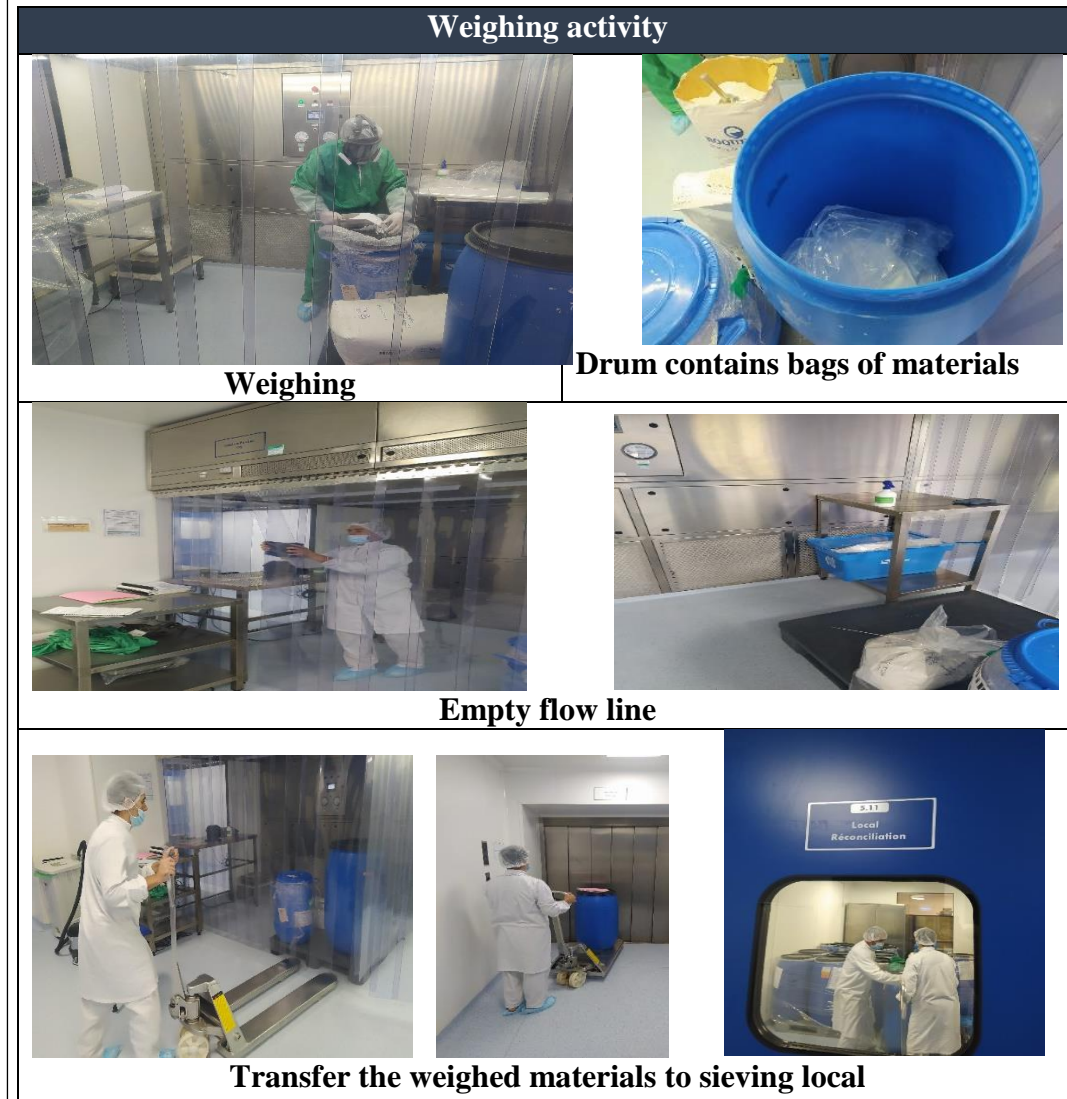 Weighing activity
Weighing
Drum contains bags of materials
Empty flow line
5.11
Local
Réconciliation
Transfer the weighed materials to sieving local